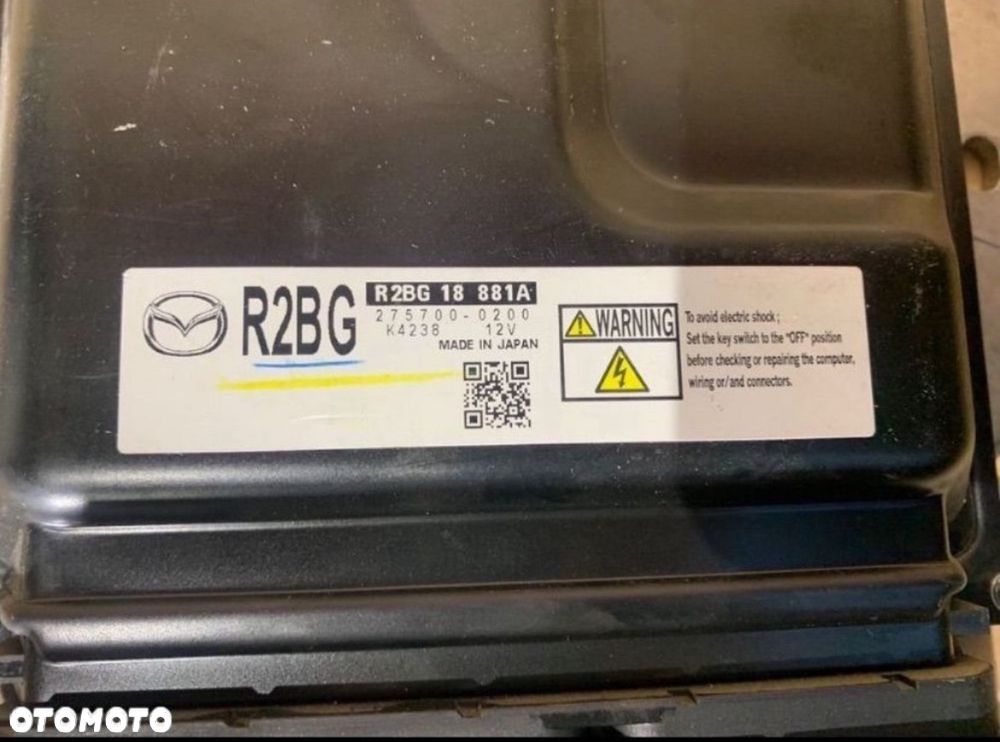 R2BG
R2BG 18 881A
275700-0200
K4238 12V
MADE IN JAPAN
WARNING
To avoid electric shock ;
Set the key switch to the "OFF" position
before checking or repairing the computer,
wiring or/and connectors.
OTOMOTO